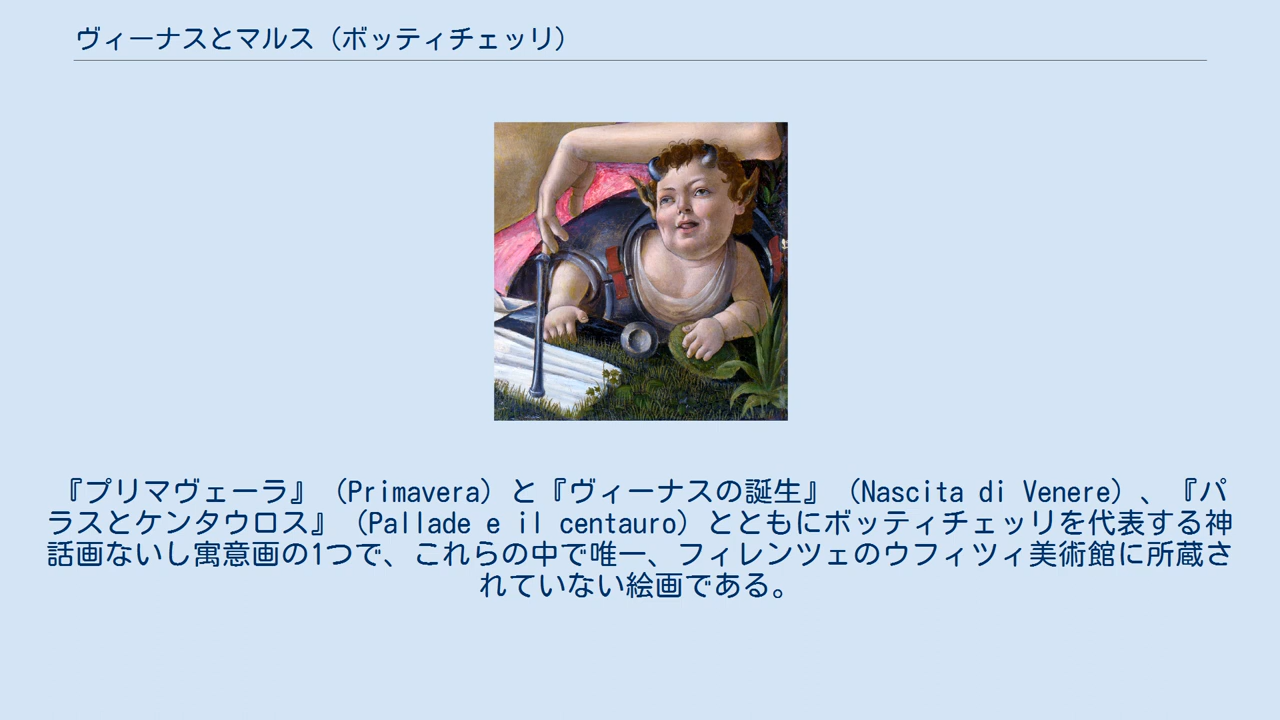 ヴィーナスとマルス（ボッティチェッリ）
『プリマヴェーラ』（Primavera）と『ヴィーナスの誕生』（Nascita di Venere）、『パ
ラスとケンタウロス』（Pallade e il centauro）とともにボッティチェッリを代表する神
話画ないし寓意画の1つで、これらの中で唯一、フィレンツェのウフィツィ美術館に所蔵さ
れていない絵画である。